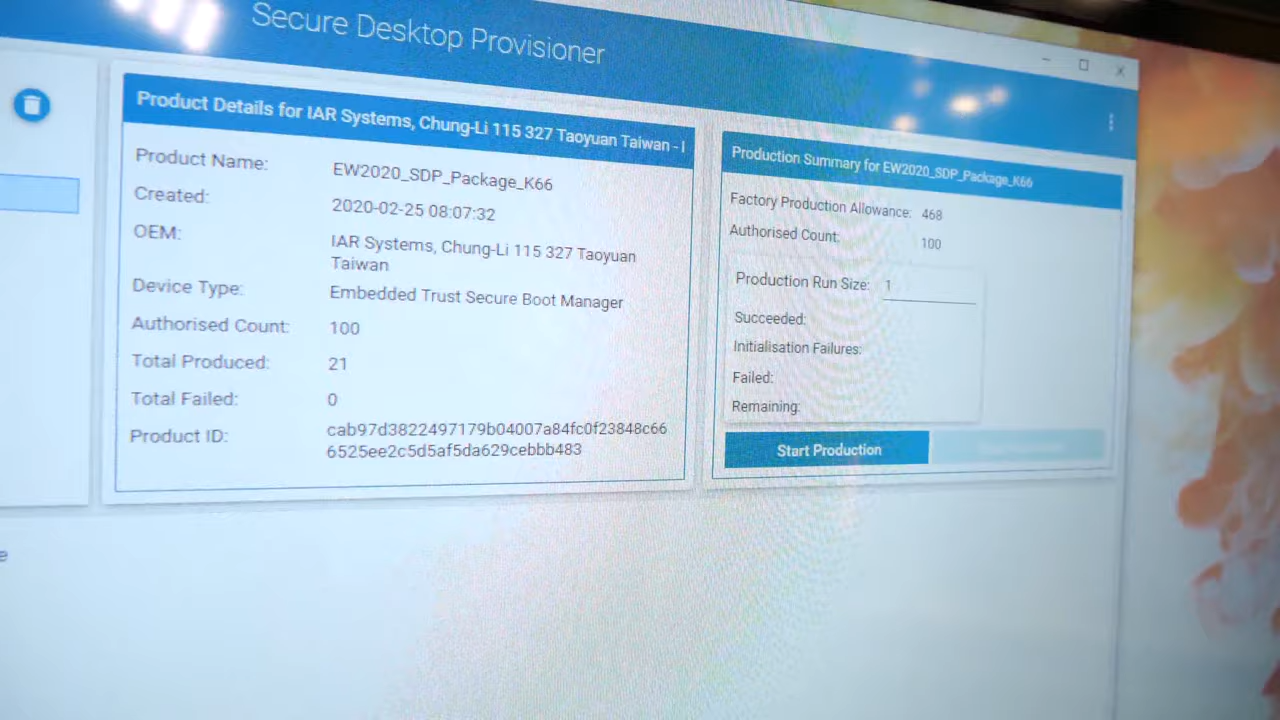 Secure Desktop Provisioner
Product Details for IAR Systems, Chung-Li 115 327 Taoyuan Taiwan - I
Product Name: EW2020_SDP_Package_K66
Created: 2020-02-25 08:07:32
OEM: IAR Systems, Chung-Li 115 327 Taoyuan
Taiwan
Device Type: Embedded Trust Secure Boot Manager
Authorised Count: 100
Total Produced: 21
Total Failed: 0
Product ID: cab97d3822497179b04007a84fc0f23848c66
6525ee2c5d5af5da629cebbb483
Production Summary for EW2020_SDP_Package_K66
Factory Production Allowance: 468
Authorised Count: 100
Production Run Size: 1
Succeeded:
Initialisation Failures:
Failed:
Remaining:
Start Production
e